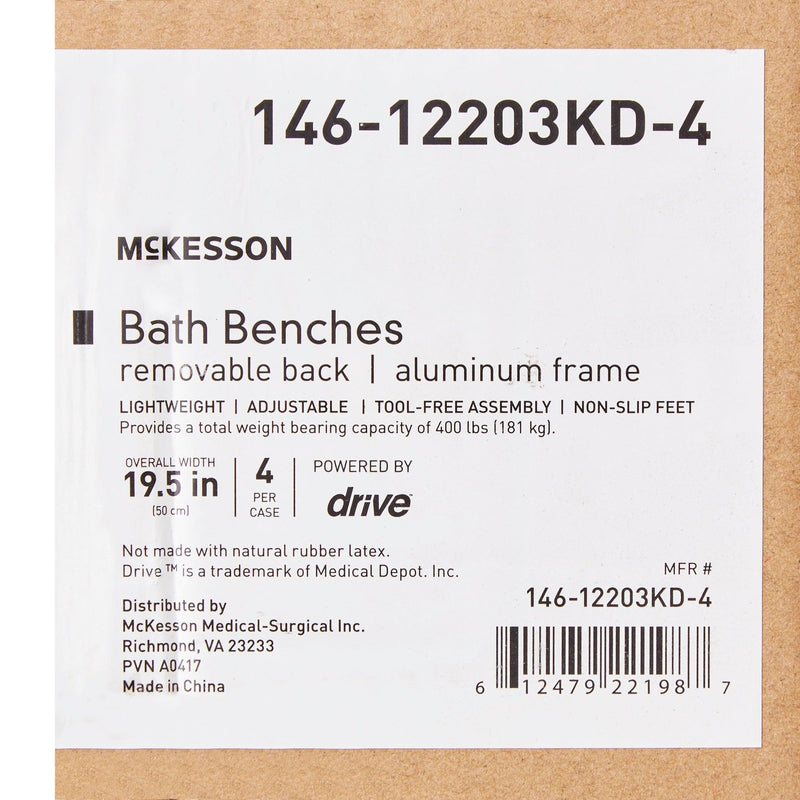 146-12203KD-4
McKESSON
Bath Benches
removable back | aluminum frame
LIGHTWEIGHT | ADJUSTABLE | TOOL-FREE ASSEMBLY | NON-SLIP FEET
Provides a total weight bearing capacity of 400 lbs (181 kg).
OVERALL WIDTH
19.5 in
(50 cm)
4
PER
CASE
POWERED BY
drive™
Not made with natural rubber latex.
Drive™ is a trademark of Medical Depot. Inc.
Distributed by
McKesson Medical-Surgical Inc.
Richmond, VA 23233
PVN A0417
Made in China
MFR #
146-12203KD-4
6 12479 22198 7